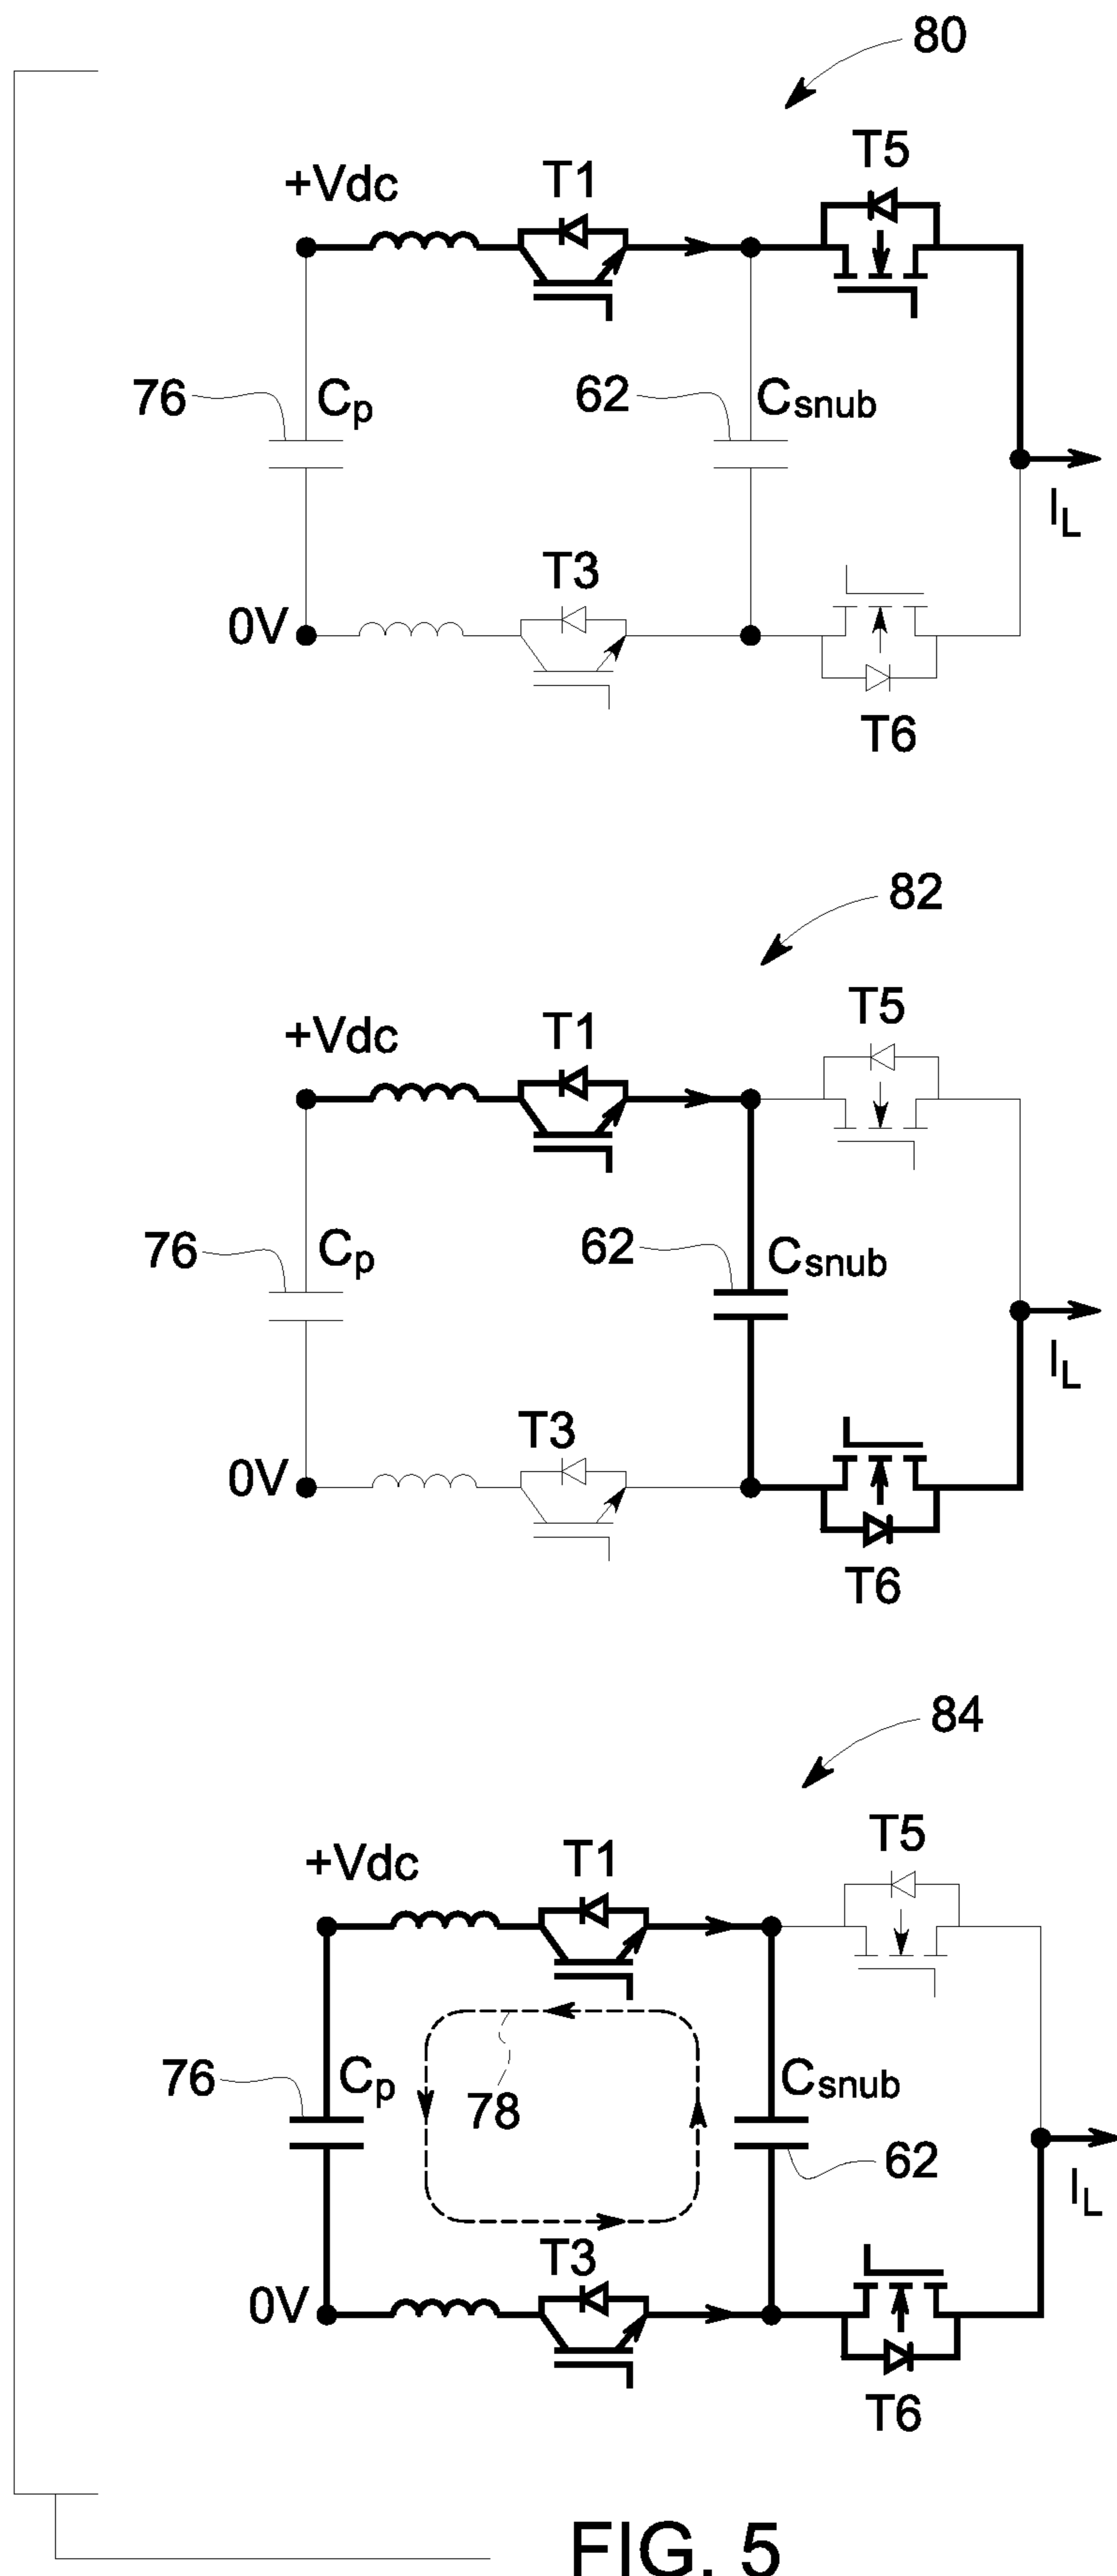 80
T5
T1
+Vdc
76
Cp
62
Csnub
IL
T3
0V
T6
82
T5
T1
+Vdc
76
Cp
62
Csnub
IL
T3
0V
T6
84
T5
T1
+Vdc
76
Cp
78
Csnub
62
IL
T3
0V
T6
FIG. 5